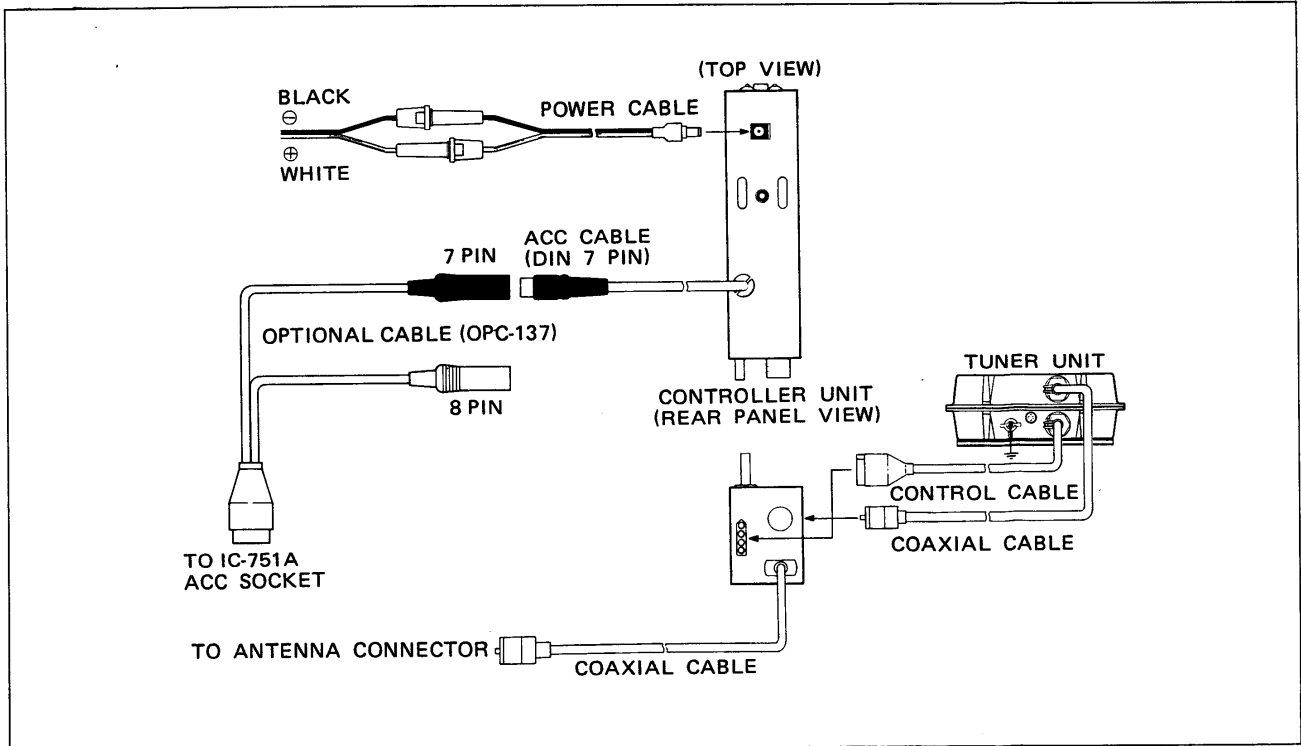 (TOP VIEW)
BLACK
⊖
POWER CABLE
⊕
WHITE
7 PIN
ACC CABLE
(DIN 7 PIN)
OPTIONAL CABLE (OPC-137)
8 PIN
CONTROLLER UNIT
(REAR PANEL VIEW)
TUNER UNIT
CONTROL CABLE
COAXIAL CABLE
TO IC-751A
ACC SOCKET
TO ANTENNA CONNECTOR
COAXIAL CABLE